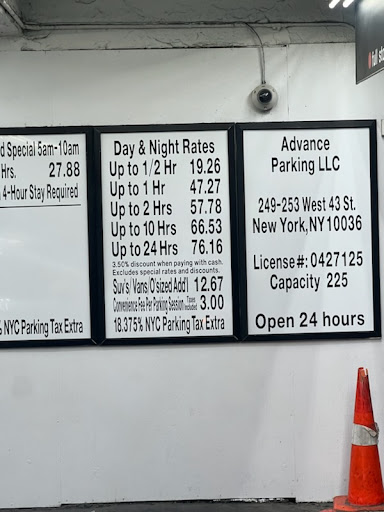 d Special 5am-10am
Hrs. 27.88
4-Hour Stay Required
% NYC Parking Tax Extra
Day & Night Rates
Up to 1/2 Hr 19.26
Up to 1 Hr 47.27
Up to 2 Hrs 57.78
Up to 10 Hrs 66.53
Up to 24 Hrs 76.16
3.50% discount when paying with cash.
Excludes special rates and discounts.
Suv's/Vans/O'sized Add'l 12.67
Convenience Fee Per Parking Session Taxes Included 3.00
18.375% NYC Parking Tax Extra
Advance
Parking LLC
249-253 West 43 St.
New York,NY 10036
License#: 0427125
Capacity 225
Open 24 hours
full